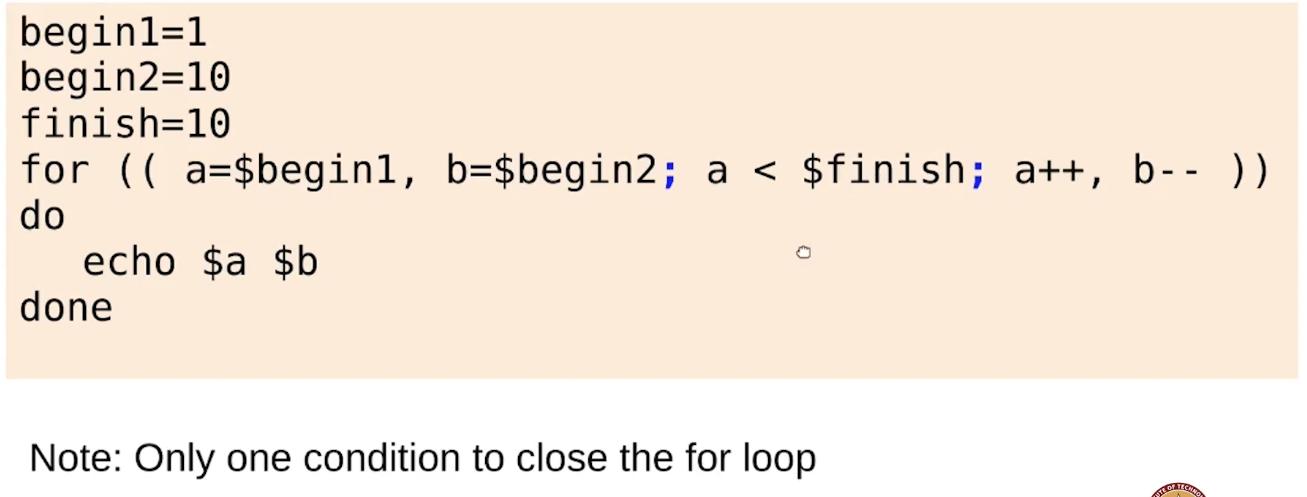 begin1=1
begin2=10
finish=10
for (( a=$begin1, b=$begin2; a < $finish; a++, b-- ))
do
   echo $a $b
done
Note: Only one condition to close the for loop